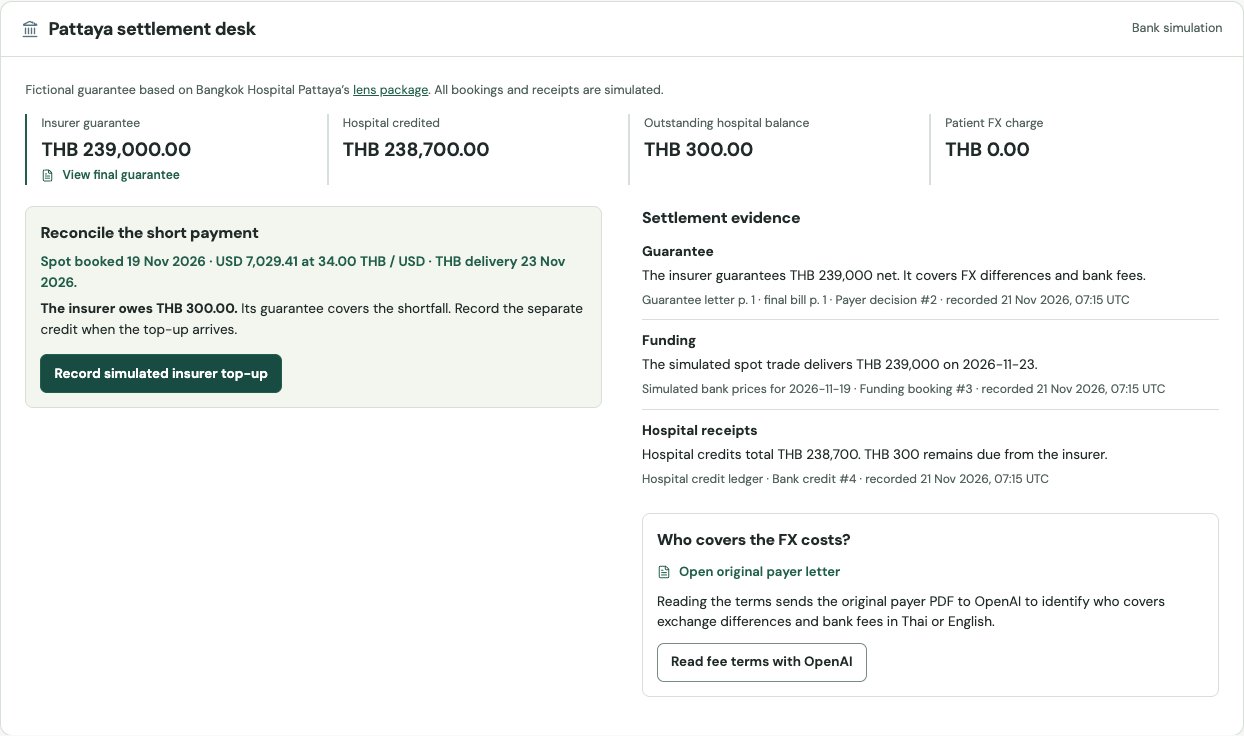 Pattaya settlement desk
Bank simulation
Fictional guarantee based on Bangkok Hospital Pattaya's lens package. All bookings and receipts are simulated.
Insurer guarantee
THB 239,000.00
View final guarantee
Hospital credited
THB 238,700.00
Outstanding hospital balance
THB 300.00
Patient FX charge
THB 0.00
Reconcile the short payment
Spot booked 19 Nov 2026 · USD 7,029.41 at 34.00 THB / USD · THB delivery 23 Nov
2026.
The insurer owes THB 300.00. Its guarantee covers the shortfall. Record the separate
credit when the top-up arrives.
Record simulated insurer top-up
Settlement evidence
Guarantee
The insurer guarantees THB 239,000 net. It covers FX differences and bank fees.
Guarantee letter p. 1 · final bill p. 1 · Payer decision #2 · recorded 21 Nov 2026, 07:15 UTC
Funding
The simulated spot trade delivers THB 239,000 on 2026-11-23.
Simulated bank prices for 2026-11-19 · Funding booking #3 · recorded 21 Nov 2026, 07:15 UTC
Hospital receipts
Hospital credits total THB 238,700. THB 300 remains due from the insurer.
Hospital credit ledger · Bank credit #4 · recorded 21 Nov 2026, 07:15 UTC
Who covers the FX costs?
Open original payer letter
Reading the terms sends the original payer PDF to OpenAI to identify who covers
exchange differences and bank fees in Thai or English.
Read fee terms with OpenAI